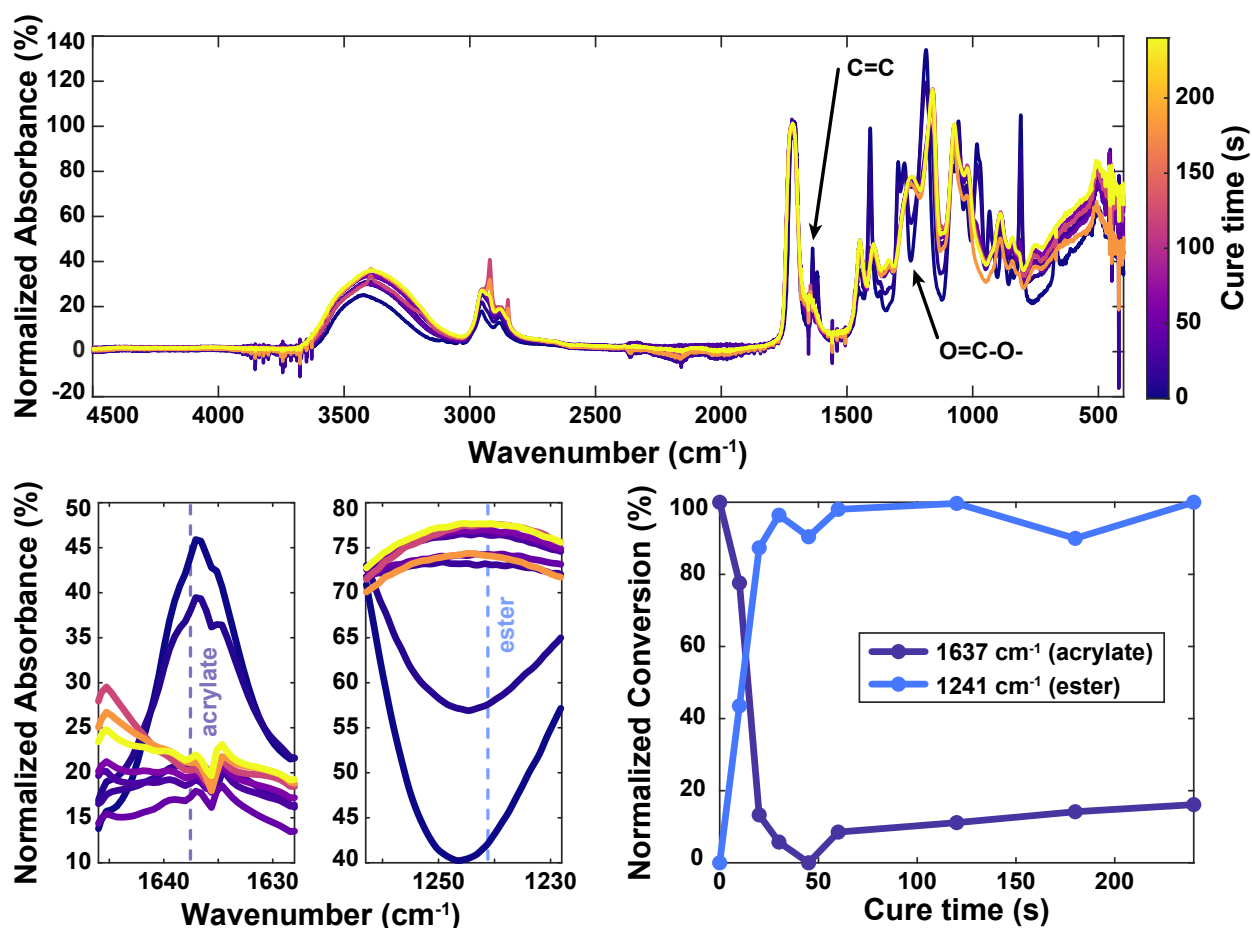 Normalized Absorbance (%)
140
120
100
80
60
40
20
0
-20
C=C
O=C-O-
4500 4000 3500 3000 2500 2000 1500 1000 500
Wavenumber (cm-1)
200
150
100
50
0
Cure time (s)
Normalized Absorbance (%)
50
45
40
35
30
25
20
15
10
acrylate
1640 1630
80
75
70
65
60
55
50
45
40
ester
1250 1230
Wavenumber (cm-1)
Normalized Conversion (%)
100
80
60
40
20
0
1637 cm-1 (acrylate)
1241 cm-1 (ester)
0 50 100 150 200
Cure time (s)